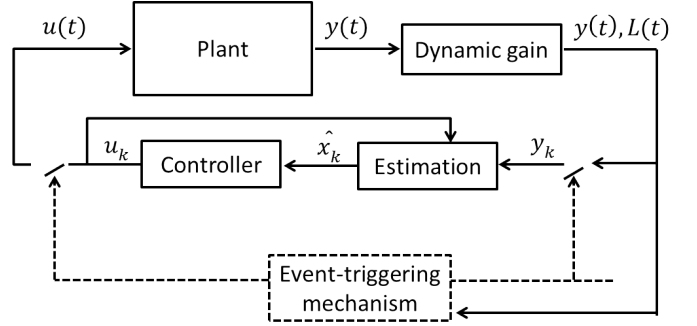 u(t)
Plant
y(t)
Dynamic gain
y(t), L(t)
u_k
Controller
x̂_k
Estimation
y_k
Event-triggering
mechanism